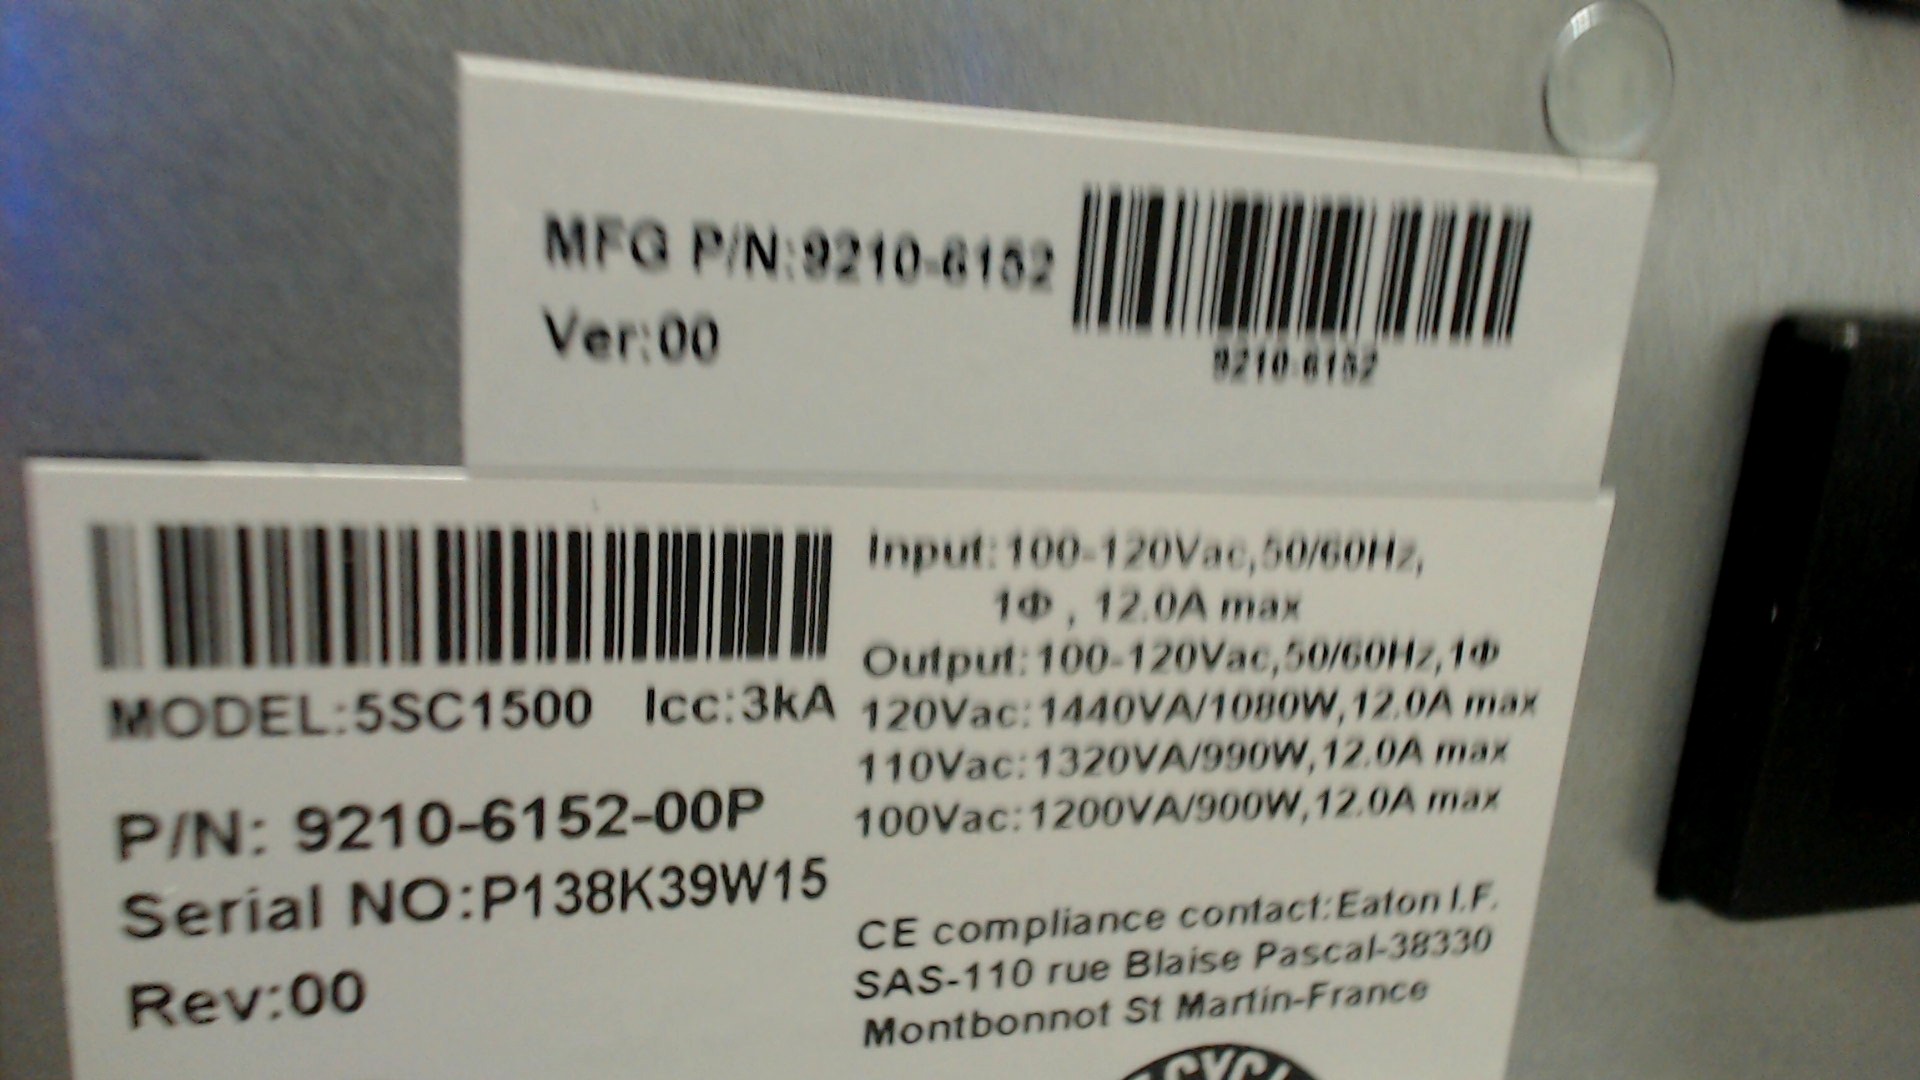 MFG P/N:9210-6152
Ver:00
9210-6152
MODEL:5SC1500 Icc:3kA
P/N: 9210-6152-00P
Serial NO:P138K39W15
Rev:00
Input:100-120Vac,50/60Hz,
1Φ , 12.0A max
Output:100-120Vac,50/60Hz,1Φ
120Vac:1440VA/1080W,12.0A max
110Vac:1320VA/990W,12.0A max
100Vac:1200VA/900W,12.0A max
CE compliance contact:Eaton I.F.
SAS-110 rue Blaise Pascal-38330
Montbonnot St Martin-France